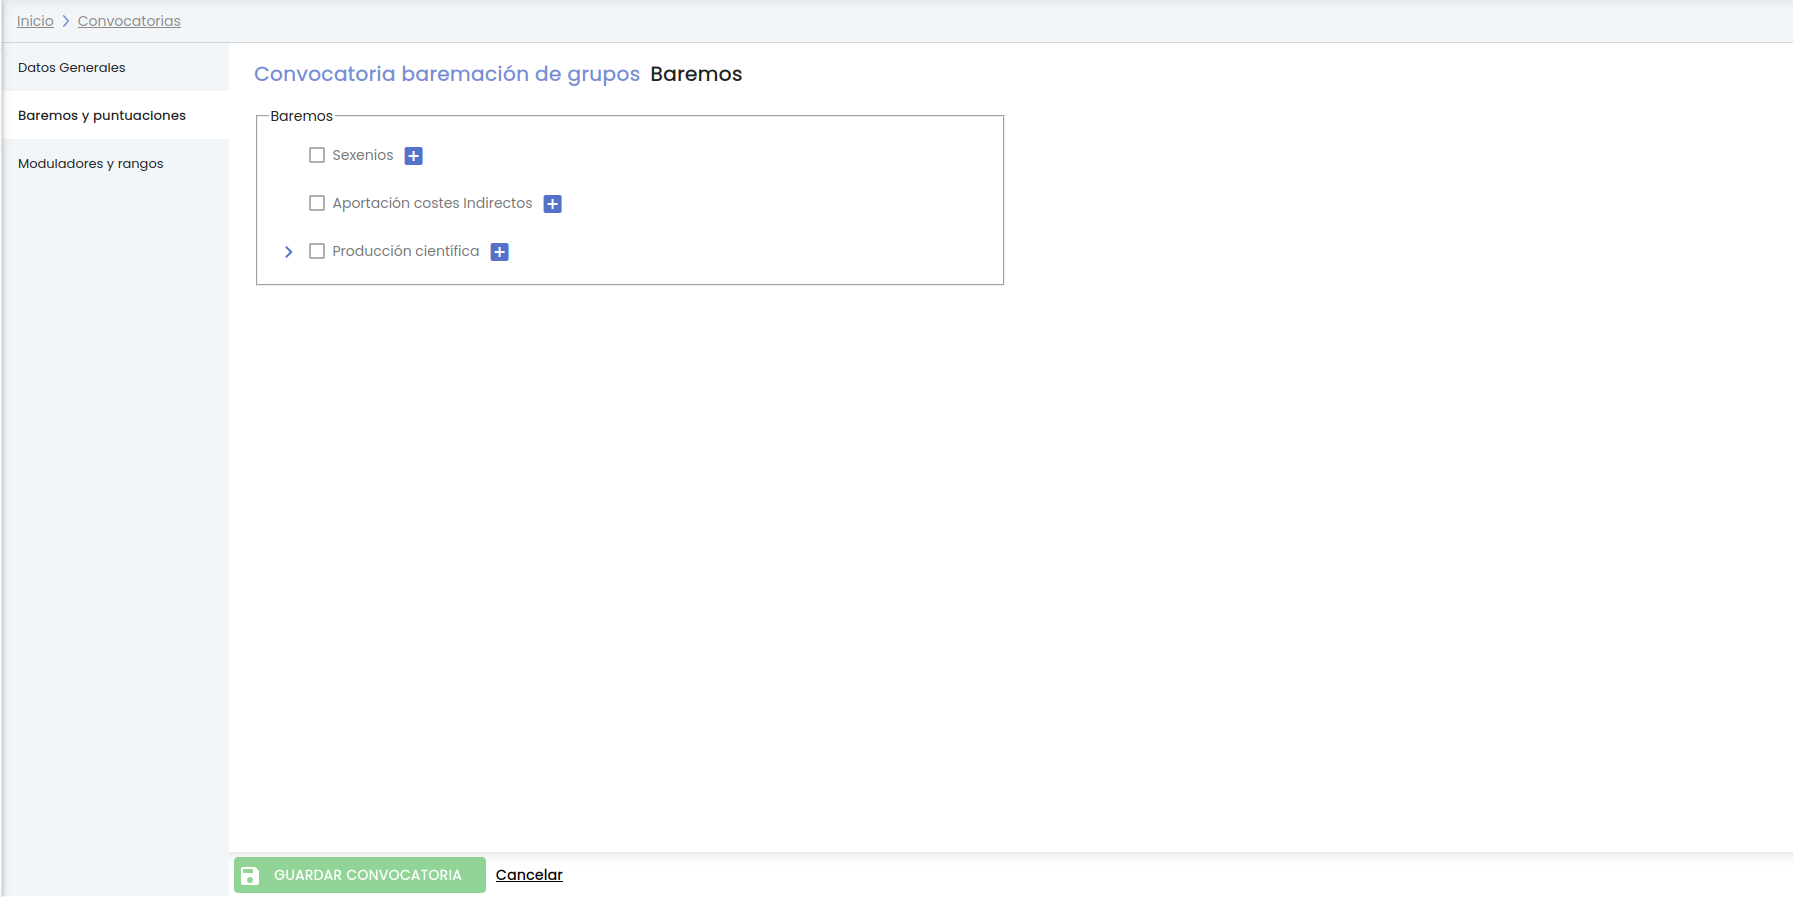 Inicio > Convocatorias
Datos Generales
Baremos y puntuaciones
Moduladores y rangos
Convocatoria baremación de grupos Baremos
Baremos
Sexenios
Aportación costes Indirectos
Producción científica
GUARDAR CONVOCATORIA Cancelar